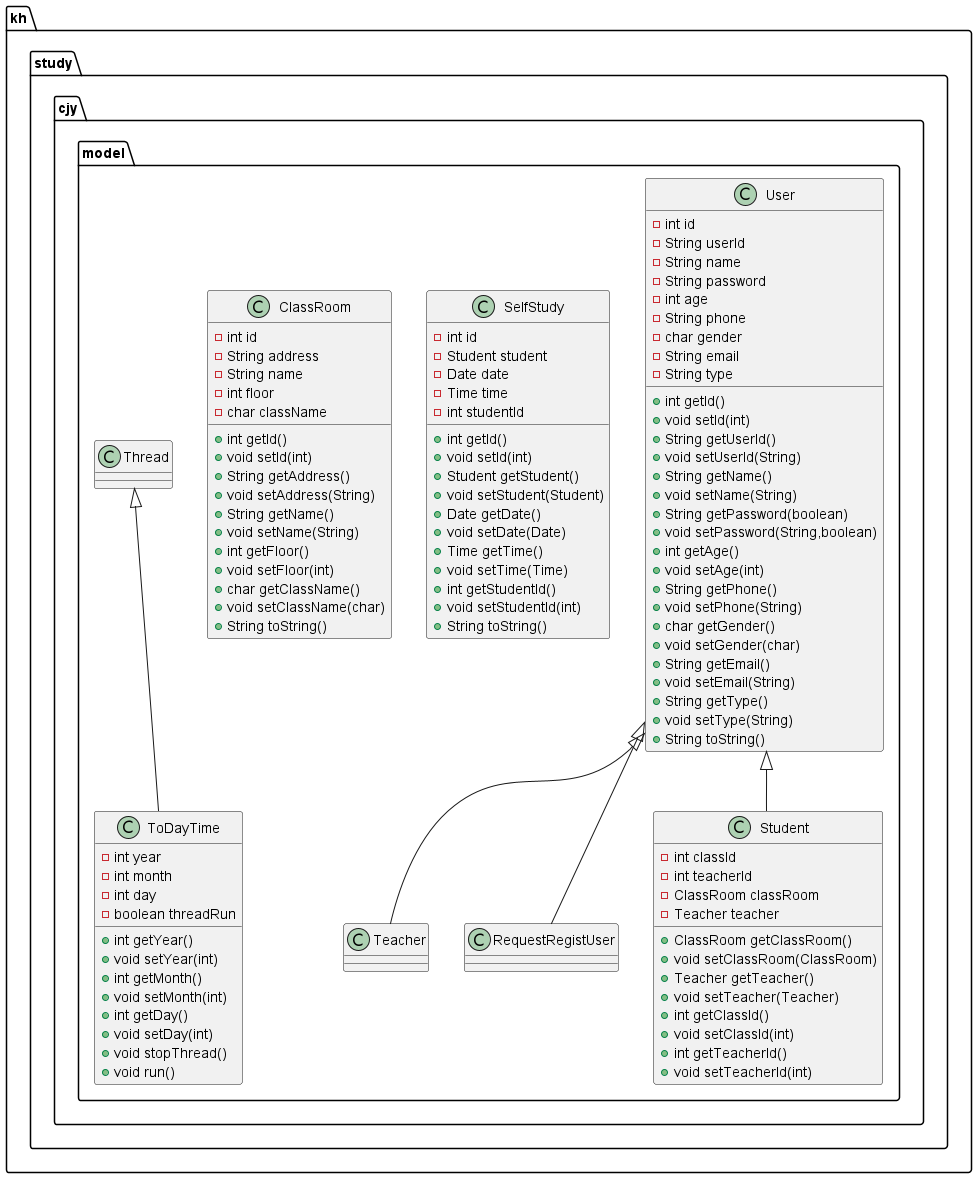 kh
study
cjy
model
C User
int id
String userId
String name
String password
int age
String phone
char gender
String email
String type
int getId()
void setId(int)
String getUserId()
void setUserId(String)
String getName()
void setName(String)
String getPassword(boolean)
void setPassword(String,boolean)
int getAge()
void setAge(int)
String getPhone()
void setPhone(String)
char getGender()
void setGender(char)
String getEmail()
void setEmail(String)
String getType()
void setType(String)
String toString()
C ClassRoom
int id
String address
String name
int floor
char className
int getId()
void setId(int)
String getAddress()
void setAddress(String)
String getName()
void setName(String)
int getFloor()
void setFloor(int)
char getClassName()
void setClassName(char)
String toString()
C SelfStudy
int id
Student student
Date date
Time time
int studentId
int getId()
void setId(int)
Student getStudent()
void setStudent(Student)
Date getDate()
void setDate(Date)
Time getTime()
void setTime(Time)
int getStudentId()
void setStudentId(int)
String toString()
C Thread
C ToDayTime
int year
int month
int day
boolean threadRun
int getYear()
void setYear(int)
int getMonth()
void setMonth(int)
int getDay()
void setDay(int)
void stopThread()
void run()
C Teacher
C RequestRegistUser
C Student
int classId
int teacherId
ClassRoom classRoom
Teacher teacher
ClassRoom getClassRoom()
void setClassRoom(ClassRoom)
Teacher getTeacher()
void setTeacher(Teacher)
int getClassId()
void setClassId(int)
int getTeacherId()
void setTeacherId(int)